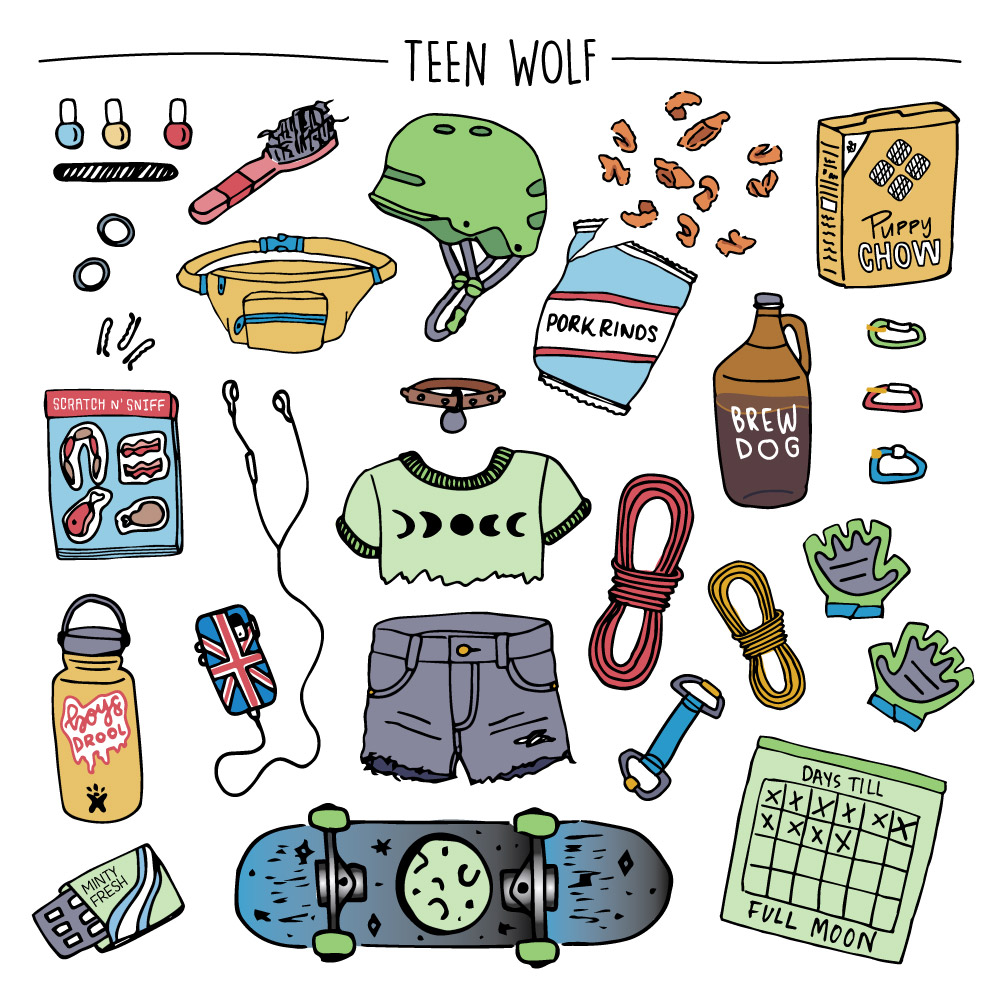 TEEN WOLF
Puppy
CHOW
PORK RINDS
SCRATCH N' SNIFF
BREW
DOG
boys
DROOL
DAYS TILL
X X X X X X
X X X X
FULL MOON
MINTY
FRESH